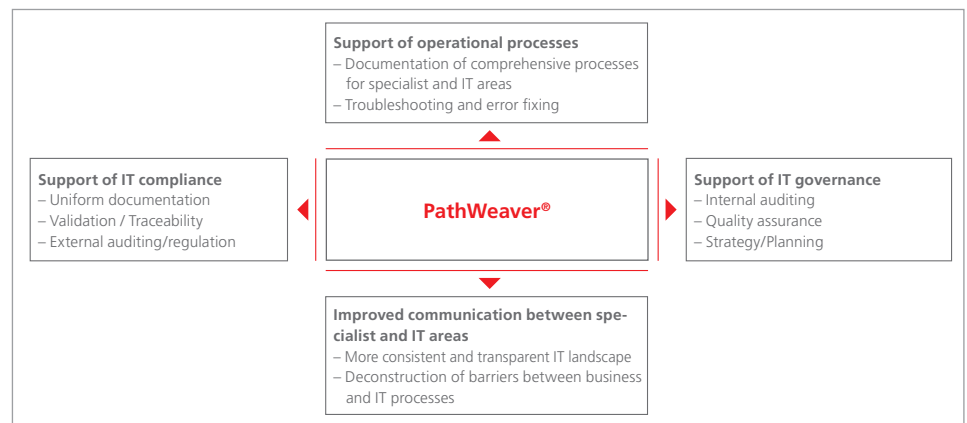 Support of operational processes
– Documentation of comprehensive processes
for specialist and IT areas
– Troubleshooting and error fixing
Support of IT compliance
– Uniform documentation
– Validation / Traceability
– External auditing/regulation
PathWeaver®
Support of IT governance
– Internal auditing
– Quality assurance
– Strategy/Planning
Improved communication between spe-
cialist and IT areas
– More consistent and transparent IT landscape
– Deconstruction of barriers between business
and IT processes